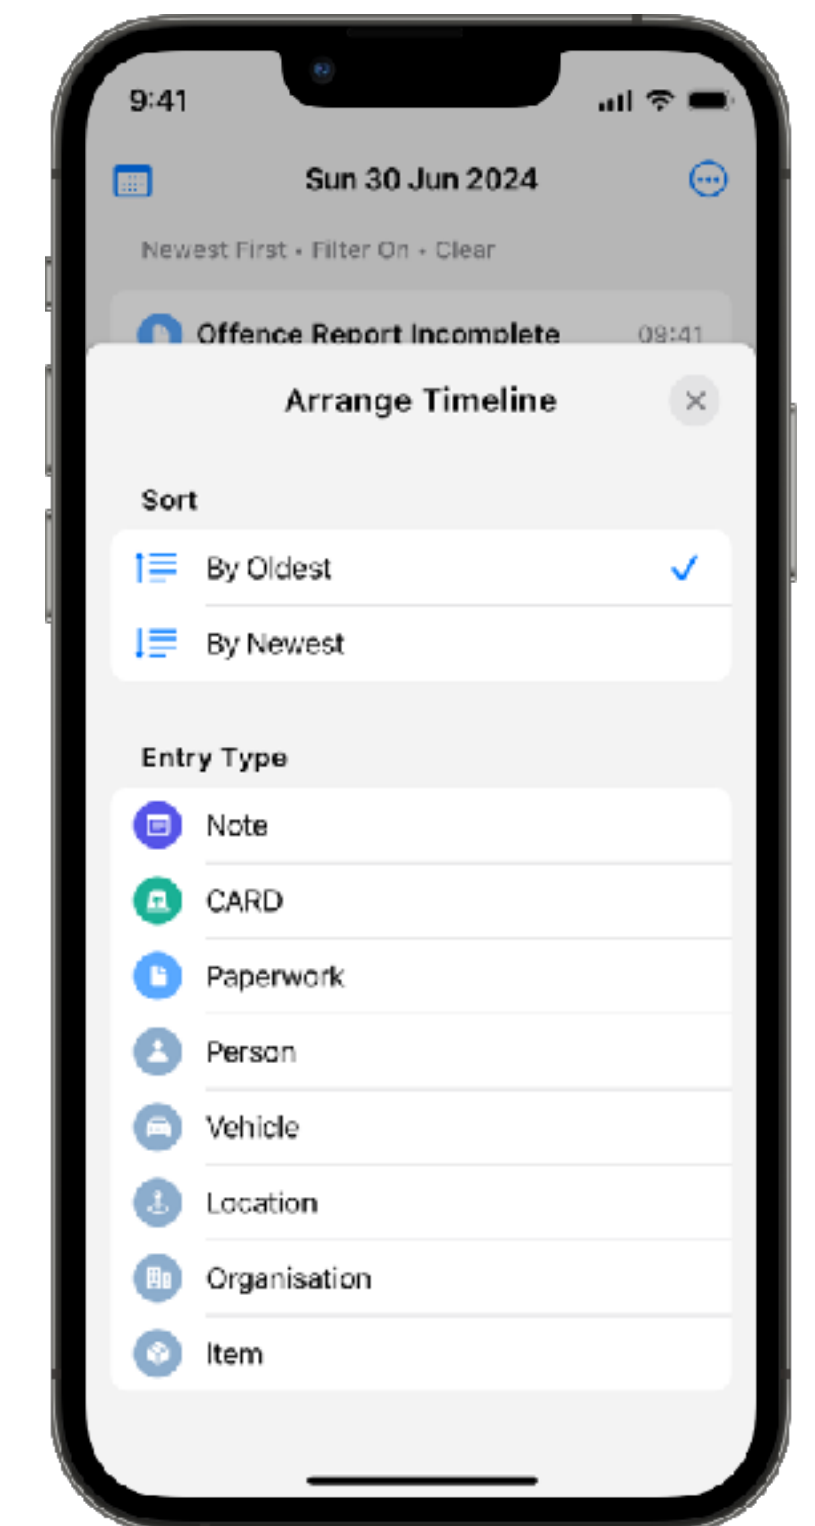 9:41
Sun 30 Jun 2024
Newest First • Filter On • Clear
Offence Report Incomplete 09:41
Arrange Timeline
Sort
By Oldest
By Newest
Entry Type
Note
CARD
Paperwork
Person
Vehicle
Location
Organisation
Item